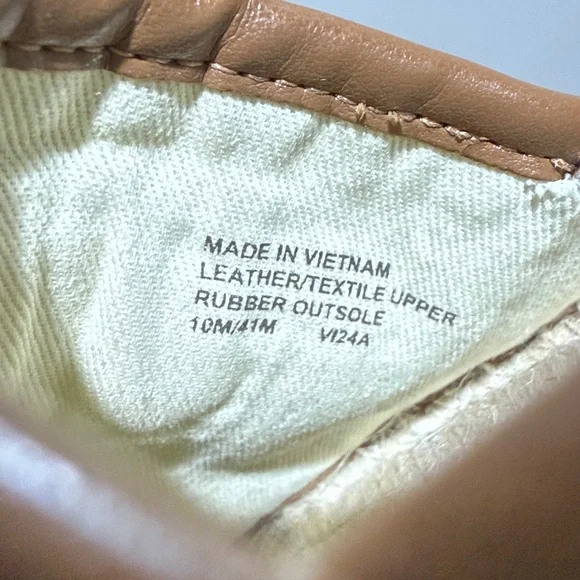 MADE IN VIETNAM
LEATHER/TEXTILE UPPER
RUBBER OUTSOLE
10M/41M VI24A